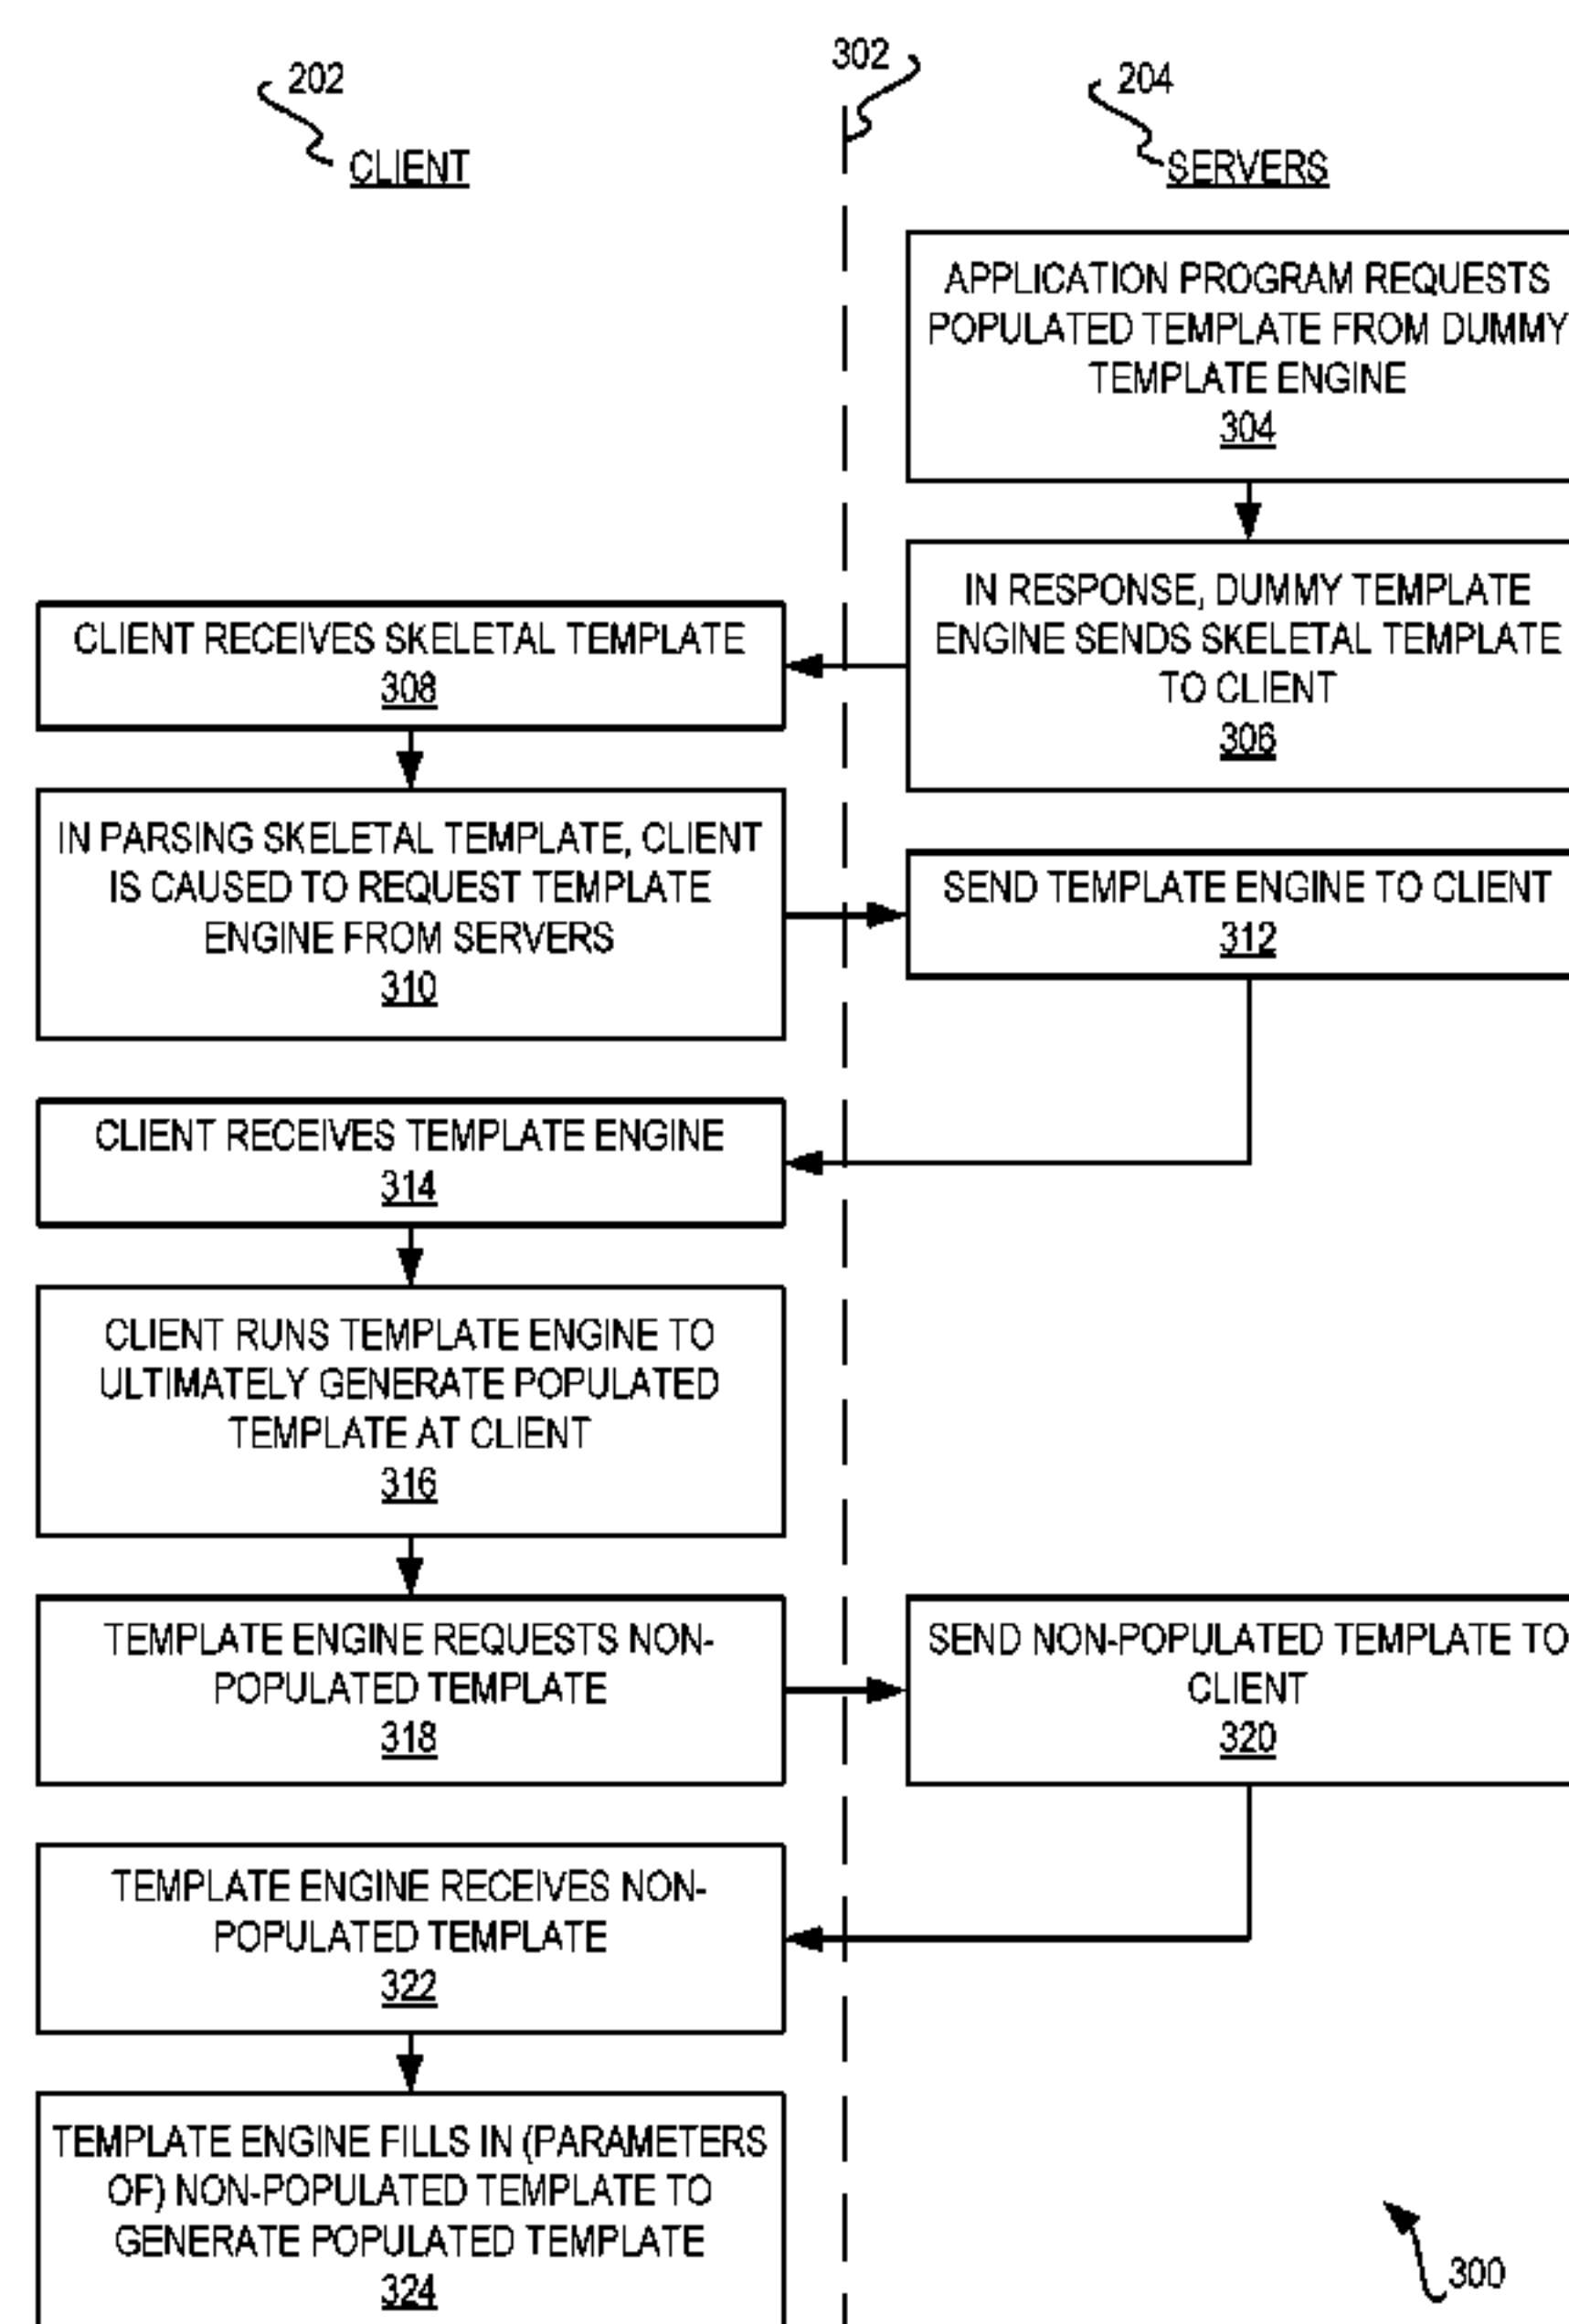 202
302
204
CLIENT
SERVERS
APPLICATION PROGRAM REQUESTS
POPULATED TEMPLATE FROM DUMMY
TEMPLATE ENGINE
304
IN RESPONSE, DUMMY TEMPLATE
ENGINE SENDS SKELETAL TEMPLATE
TO CLIENT
306
CLIENT RECEIVES SKELETAL TEMPLATE
308
IN PARSING SKELETAL TEMPLATE, CLIENT
IS CAUSED TO REQUEST TEMPLATE
ENGINE FROM SERVERS
310
SEND TEMPLATE ENGINE TO CLIENT
312
CLIENT RECEIVES TEMPLATE ENGINE
314
CLIENT RUNS TEMPLATE ENGINE TO
ULTIMATELY GENERATE POPULATED
TEMPLATE AT CLIENT
316
TEMPLATE ENGINE REQUESTS NON-
POPULATED TEMPLATE
318
SEND NON-POPULATED TEMPLATE TO
CLIENT
320
TEMPLATE ENGINE RECEIVES NON-
POPULATED TEMPLATE
322
TEMPLATE ENGINE FILLS IN (PARAMETERS
OF) NON-POPULATED TEMPLATE TO
GENERATE POPULATED TEMPLATE
324
300